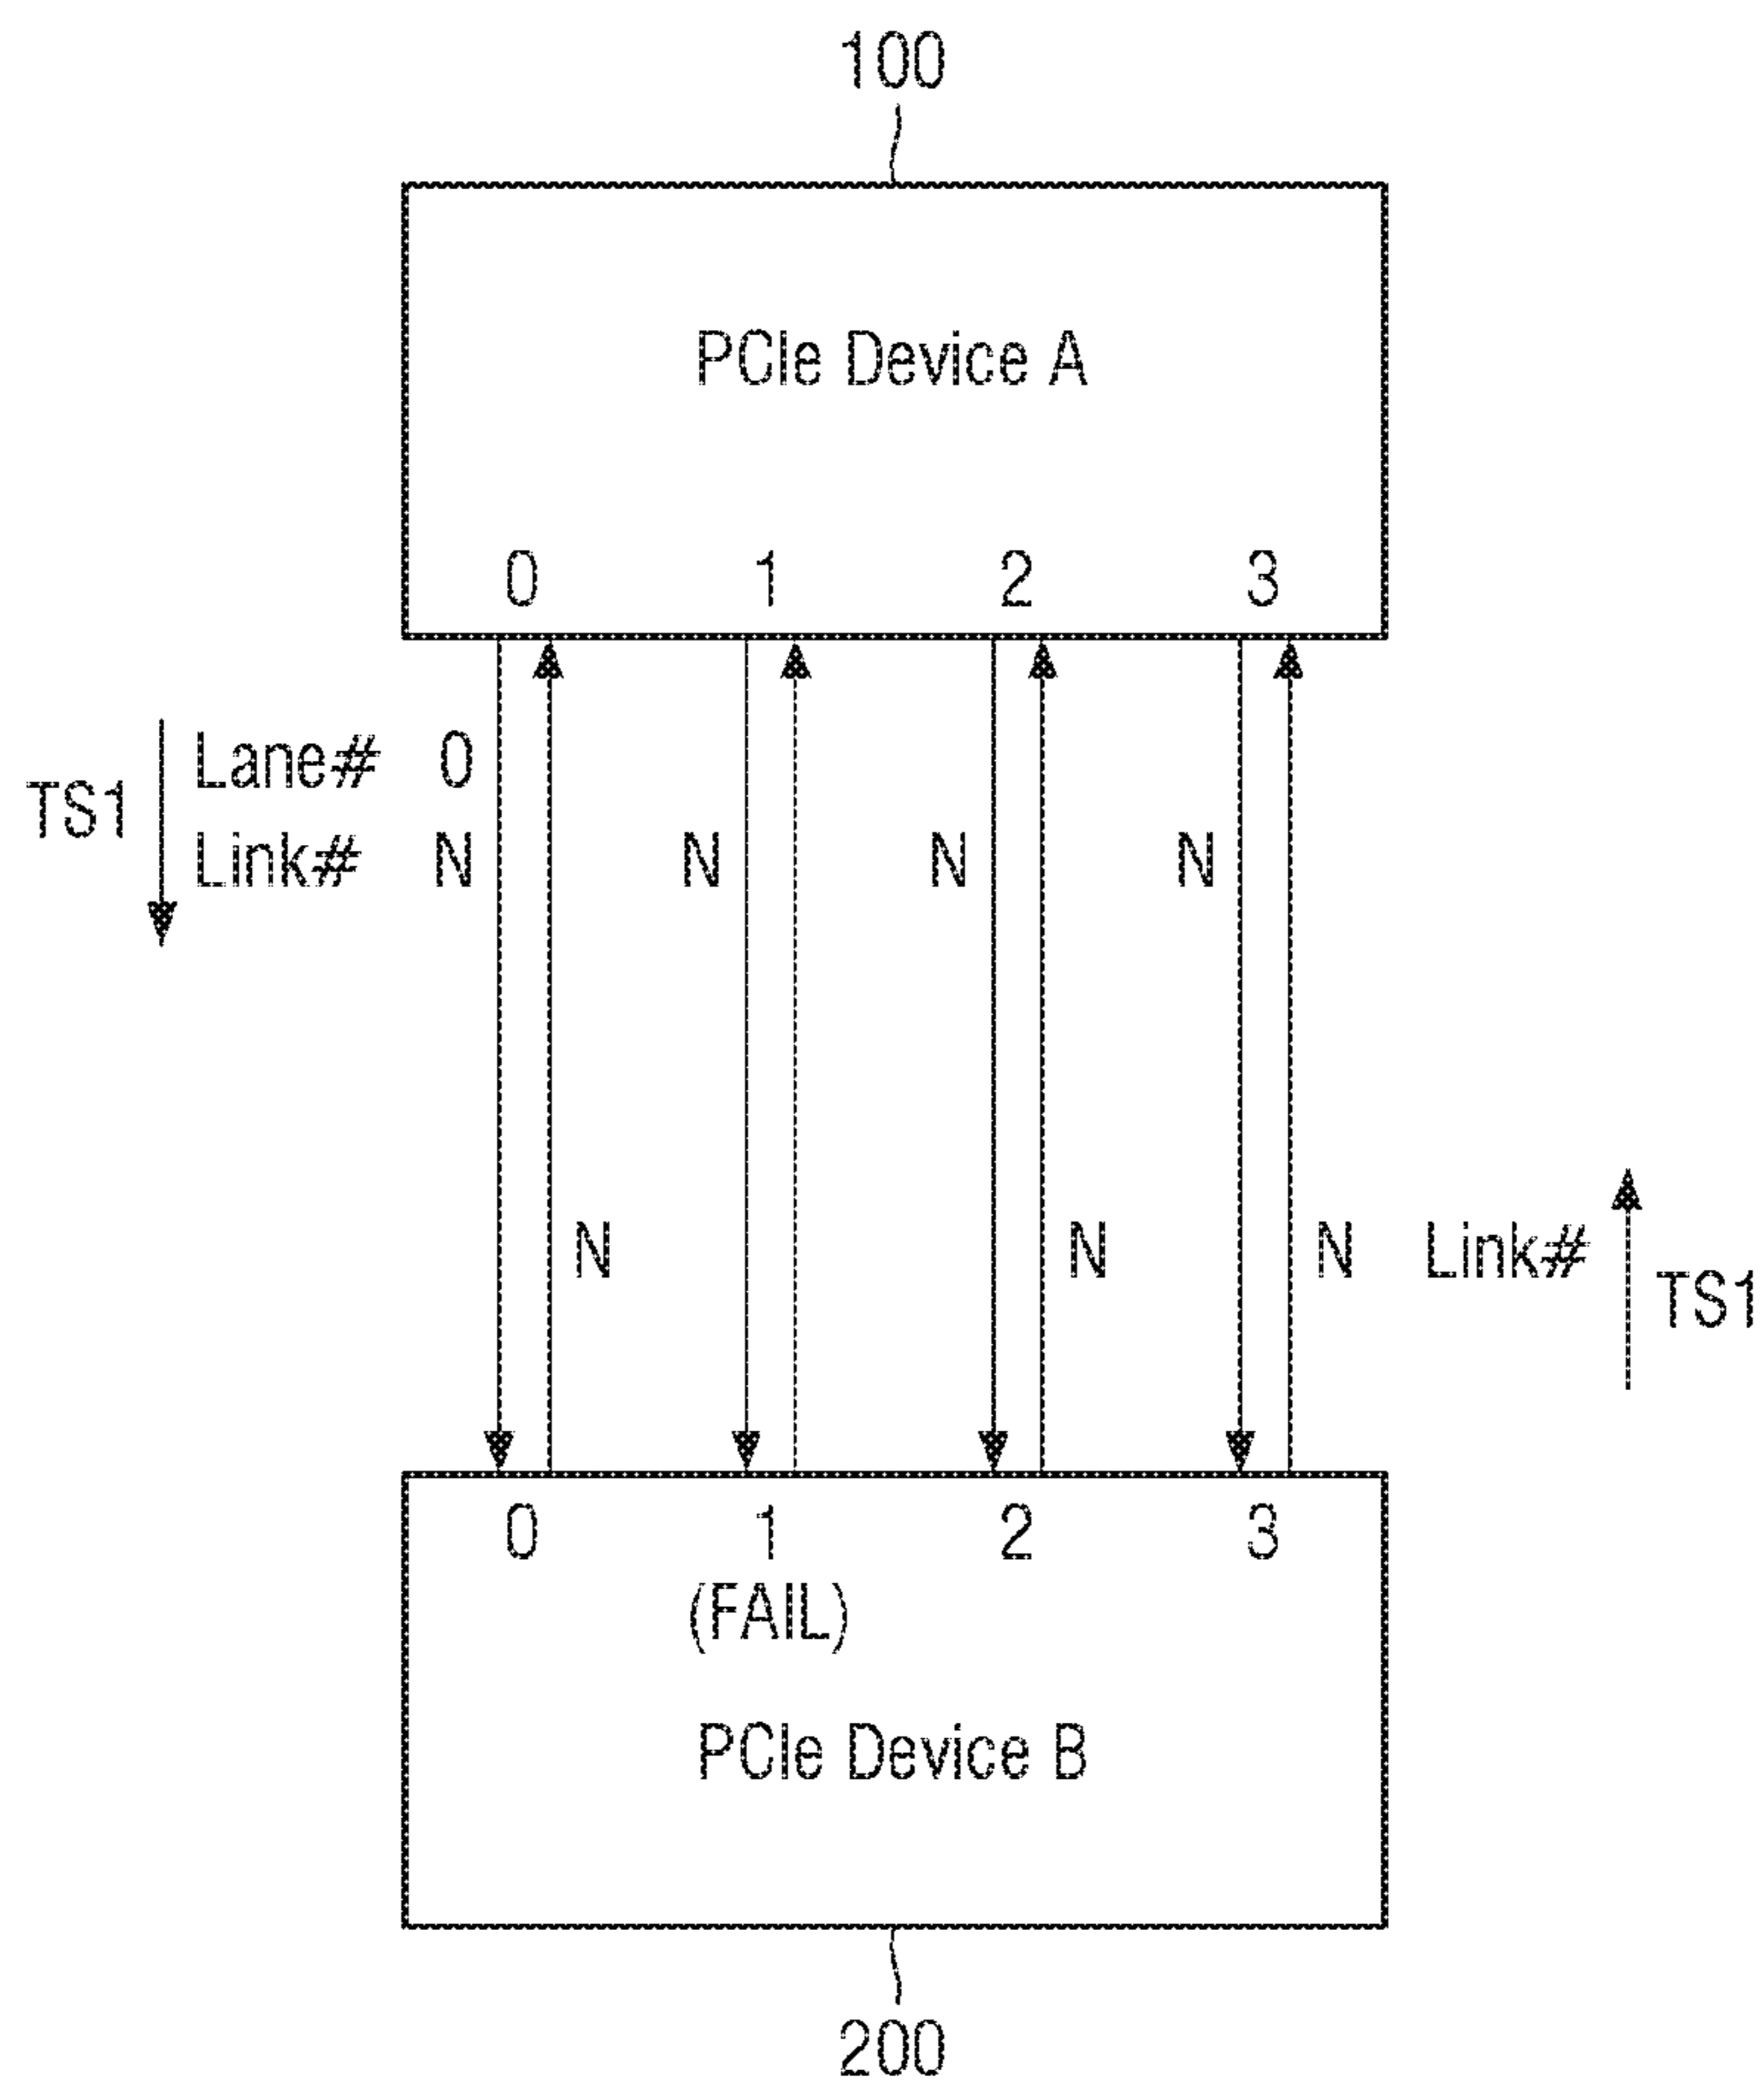 100
PCIe Device A
0 1 2 3
TS1
Lane# 0
Link# N N N N
N N N Link#
TS1
0 1 2 3
(FAIL)
PCIe Device B
200